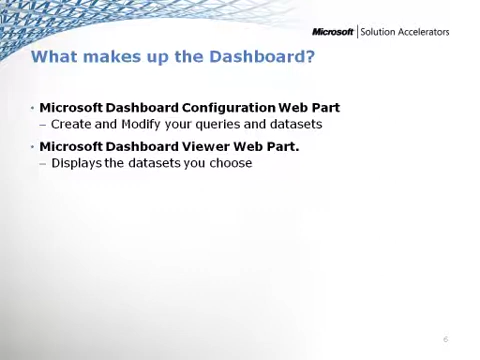 Microsoft | Solution Accelerators
What makes up the Dashboard?
• Microsoft Dashboard Configuration Web Part
– Create and Modify your queries and datasets
• Microsoft Dashboard Viewer Web Part.
– Displays the datasets you choose
6